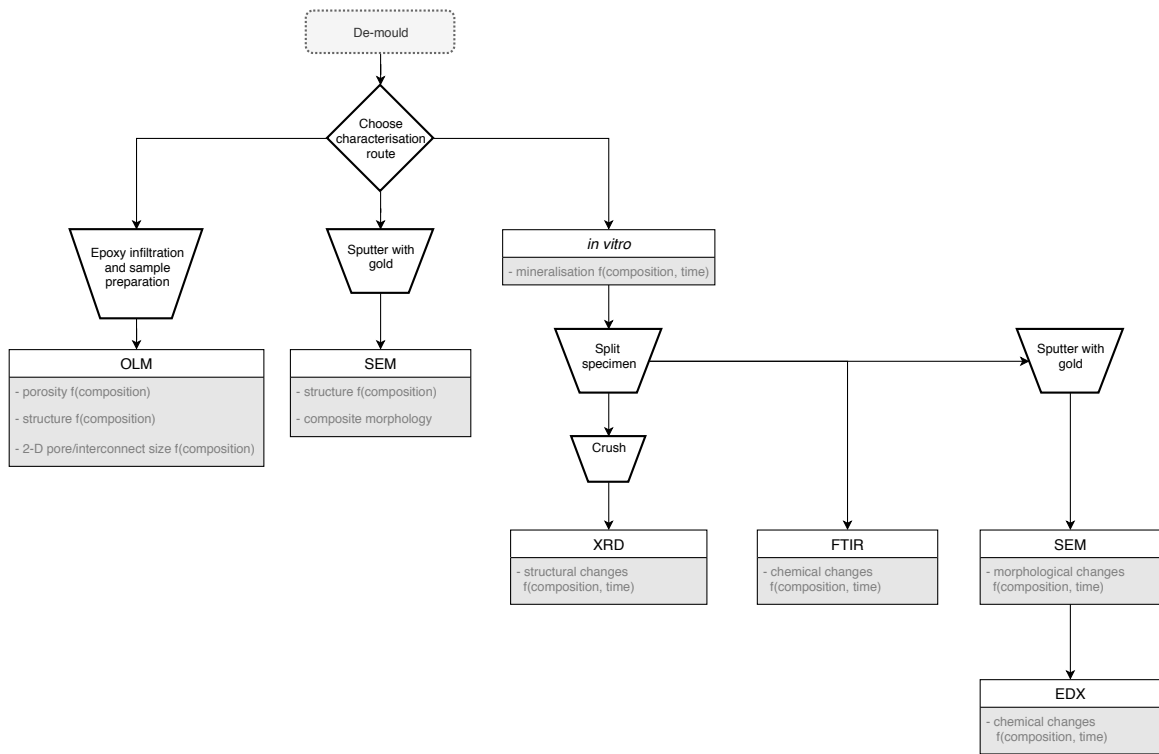 De-mould
Choose
characterisation
route
Epoxy infiltration
and sample
preparation
Sputter with
gold
in vitro
- mineralisation f(composition, time)
OLM
- porosity f(composition)
- structure f(composition)
- 2-D pore/interconnect size f(composition)
SEM
- structure f(composition)
- composite morphology
Split
specimen
Sputter with
gold
Crush
XRD
- structural changes
f(composition, time)
FTIR
- chemical changes
f(composition, time)
SEM
- morphological changes
f(composition, time)
EDX
- chemical changes
f(composition, time)